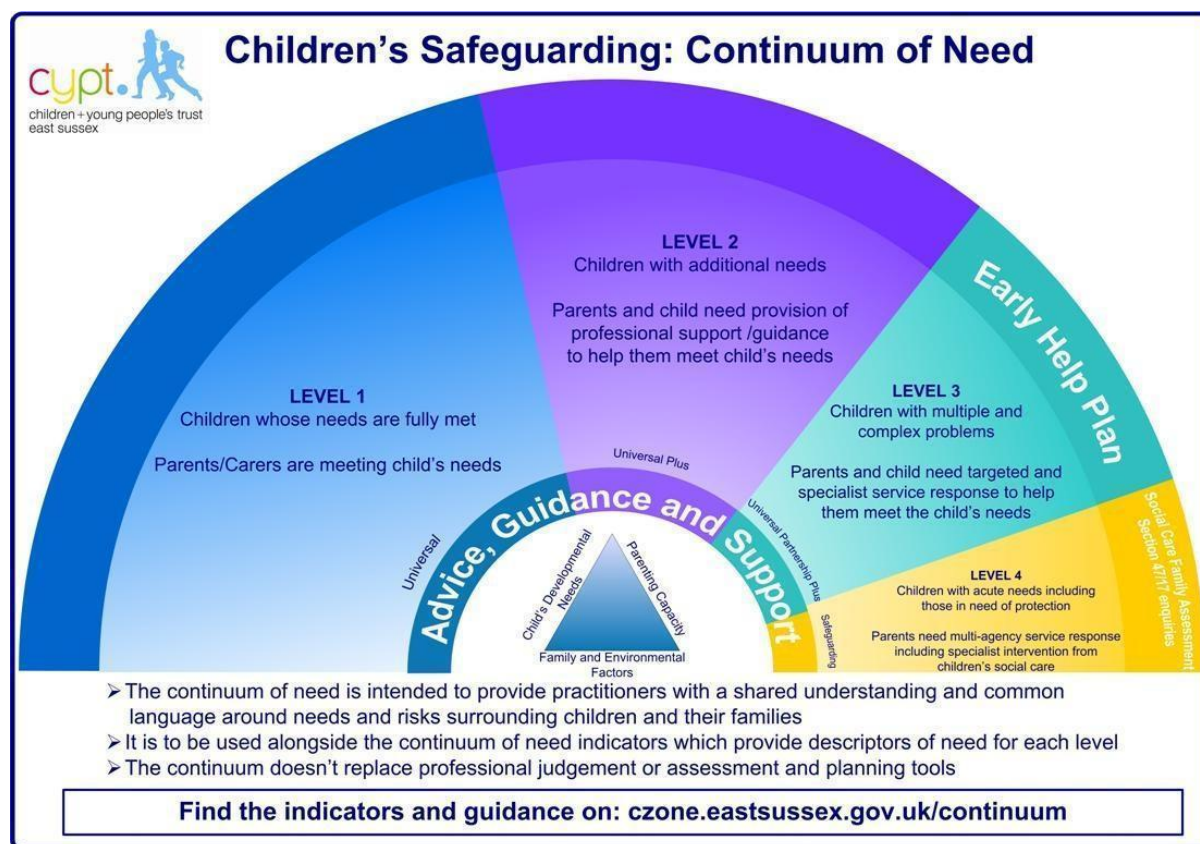 cypt.
children + young people's trust
east sussex
Children's Safeguarding: Continuum of Need
LEVEL 1
Children whose needs are fully met
Parents/Carers are meeting child's needs
LEVEL 2
Children with additional needs
Parents and child need provision of
professional support /guidance
to help them meet child's needs
LEVEL 3
Children with multiple and
complex problems
Parents and child need targeted and
specialist service response to help
them meet the child's needs
Early Help Plan
LEVEL 4
Children with acute needs including
those in need of protection
Parents need multi-agency service response
including specialist intervention from
children's social care
Social Care Family Assessment
Section 47/17 enquiries
Universal
Universal Plus
Universal Partnership Plus
Safeguarding
Advice, Guidance and Support
Child's Developmental
Needs
Parenting Capacity
Family and Environmental
Factors
➢ The continuum of need is intended to provide practitioners with a shared understanding and common
language around needs and risks surrounding children and their families
➢ It is to be used alongside the continuum of need indicators which provide descriptors of need for each level
➢ The continuum doesn't replace professional judgement or assessment and planning tools
Find the indicators and guidance on: czone.eastsussex.gov.uk/continuum